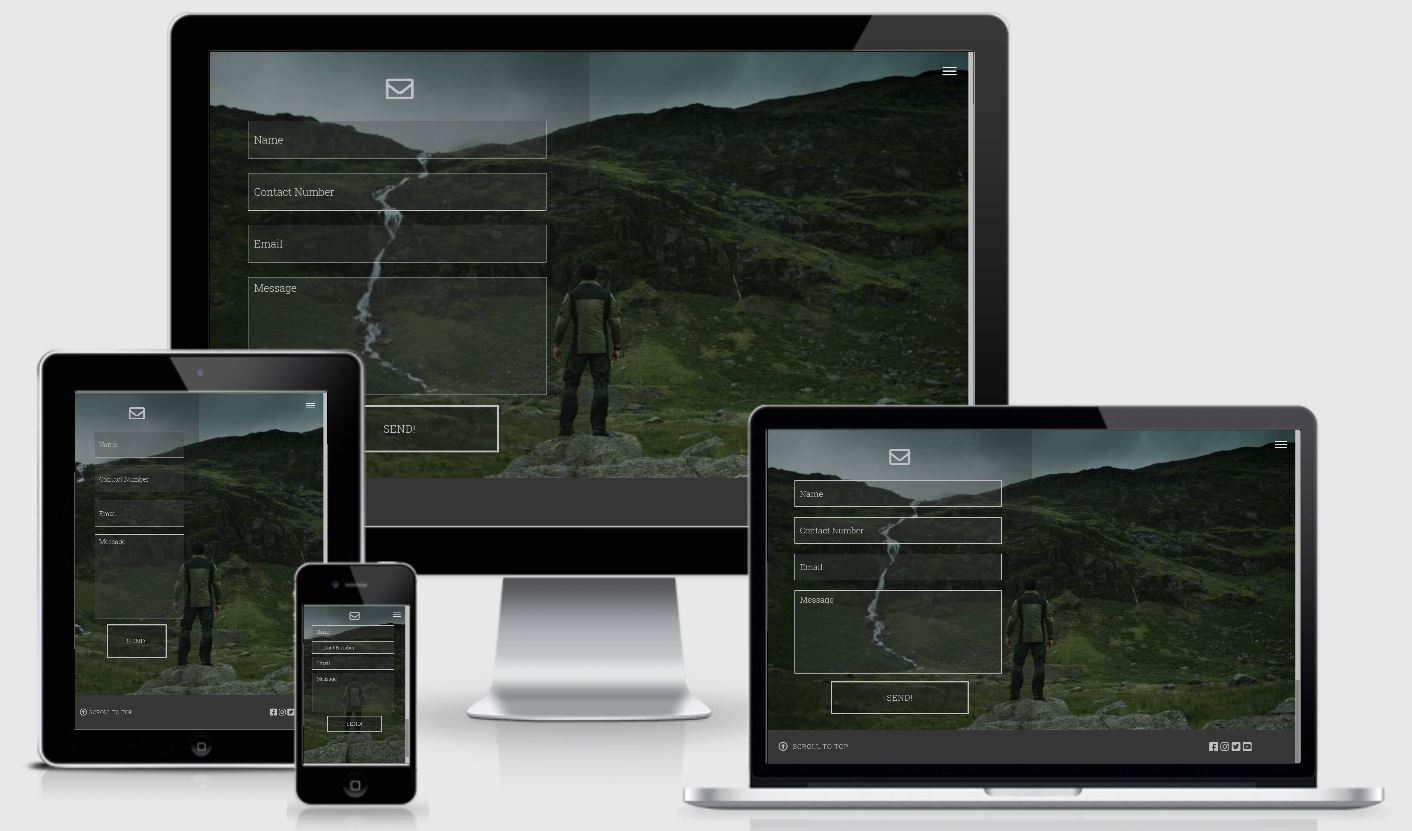 Name
Contact Number
Email
Message
SEND!
Name
Contact Number
Email
Message
SEND
SCROLL TO TOP
Name
Contact Number
Email
Message
SEND!
Name
Contact Number
Email
Message
SEND!
SCROLL TO TOP